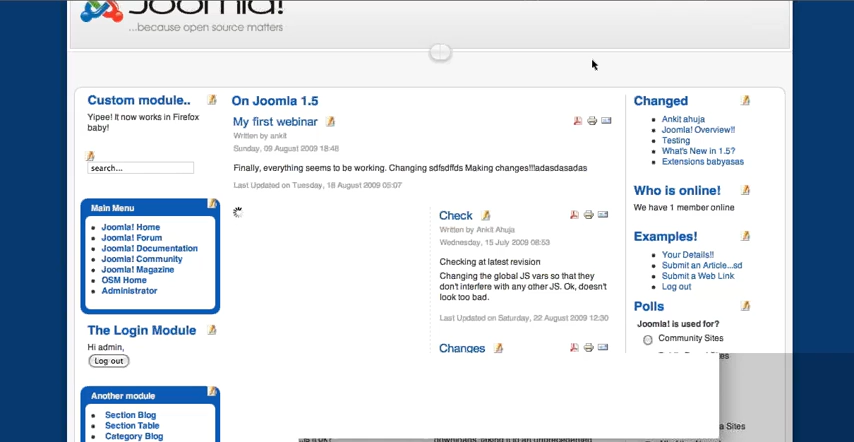 Joomla!
...because open source matters
Custom module..
Yipee! It now works in Firefox
baby!
search...
Main Menu
Joomla! Home
Joomla! Forum
Joomla! Documentation
Joomla! Community
Joomla! Magazine
OSM Home
Administrator
The Login Module
Hi admin,
Log out
Another module
Section Blog
Section Table
Category Blog
On Joomla 1.5
My first webinar
Written by ankit
Sunday, 09 August 2009 18:48
Finally, everything seems to be working. Changing sdfsdffds Making changes!!!adasdasadas
Last Updated on Tuesday, 18 August 2009 05:07
Check
Written by Ankit Ahuja
Wednesday, 15 July 2009 08:53
Checking at latest revision
Changing the global JS vars so that they
don't interfere with any other JS. Ok, doesn't
look too bad.
Last Updated on Saturday, 22 August 2009 12:30
Changes
Changed
Ankit ahuja
Joomla! Overview!!
Testing
What's New in 1.5?
Extensions babyasas
Who is online!
We have 1 member online
Examples!
Your Details!!
Submit an Article...sd
Submit a Web Link
Log out
Polls
Joomla! is used for?
Community Sites